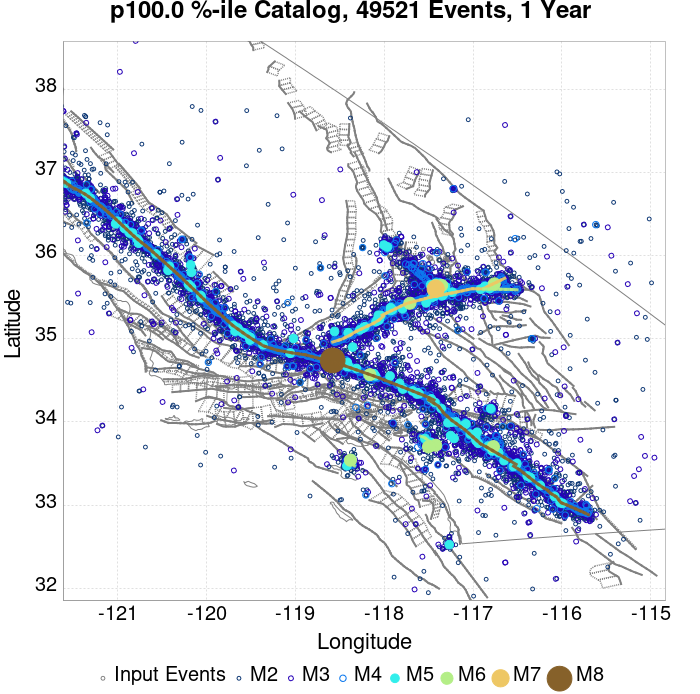 p100.0 %-ile Catalog, 49521 Events, 1 Year
38
37
36
35
34
33
32
Latitude
-121 -120 -119 -118 -117 -116 -115
Longitude
Input Events M2 M3 M4 M5 M6 M7 M8